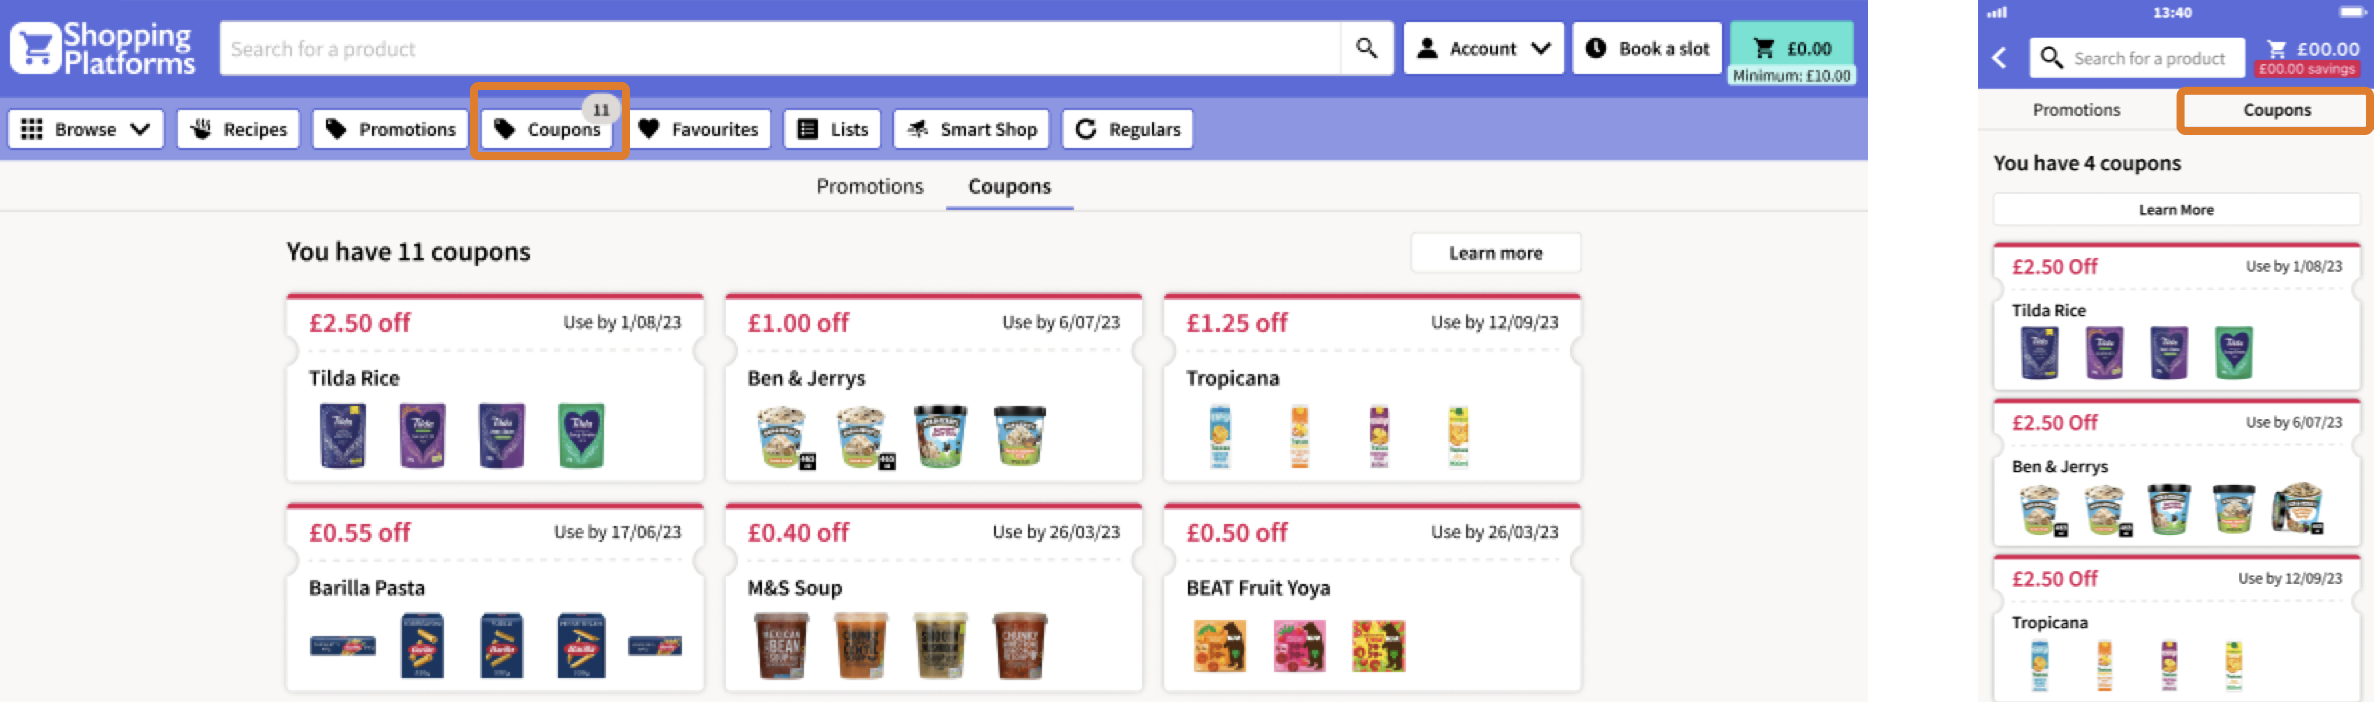 Shopping
Platforms
Search for a product
Account
Book a slot
£0.00
Minimum: £10.00
Browse
Recipes
Promotions
Coupons
11
Favourites
Lists
Smart Shop
Regulars
Promotions
Coupons
You have 11 coupons
Learn more
£2.50 off
Use by 1/08/23
Tilda Rice
£1.00 off
Use by 6/07/23
Ben & Jerrys
£1.25 off
Use by 12/09/23
Tropicana
£0.55 off
Use by 17/06/23
Barilla Pasta
£0.40 off
Use by 26/03/23
M&S Soup
£0.50 off
Use by 26/03/23
BEAT Fruit Yoya
13:40
Search for a product
£00.00
£00.00 savings
Promotions
Coupons
You have 4 coupons
Learn More
£2.50 Off
Use by 1/08/23
Tilda Rice
£2.50 Off
Use by 6/07/23
Ben & Jerrys
£2.50 Off
Use by 12/09/23
Tropicana